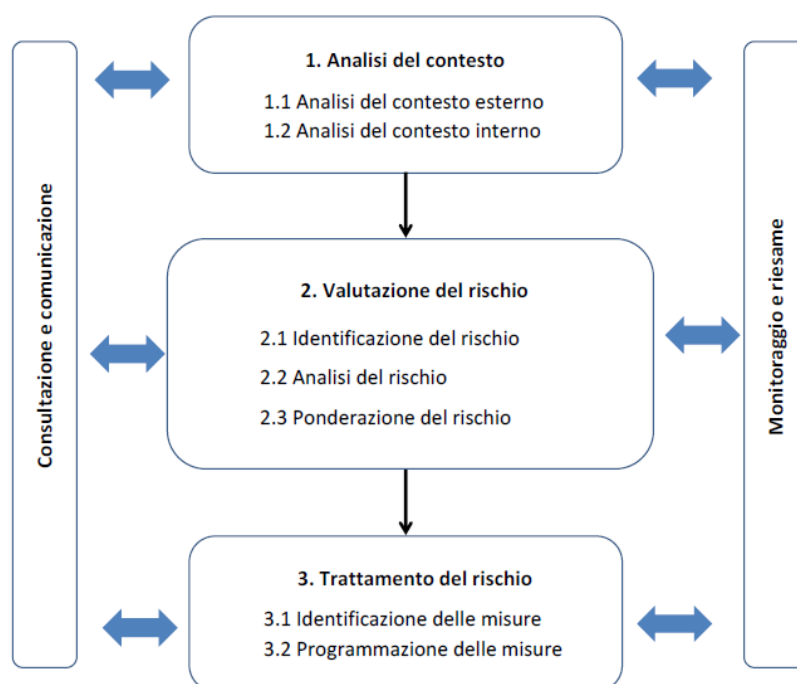 Consultazione e comunicazione
1. Analisi del contesto
1.1 Analisi del contesto esterno
1.2 Analisi del contesto interno
2. Valutazione del rischio
2.1 Identificazione del rischio
2.2 Analisi del rischio
2.3 Ponderazione del rischio
3. Trattamento del rischio
3.1 Identificazione delle misure
3.2 Programmazione delle misure
Monitoraggio e riesame